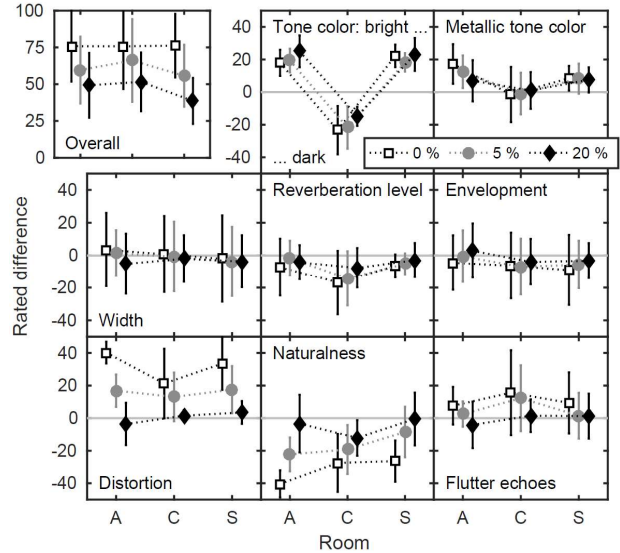 100
75
50
25
0
Overall
40
20
0
-20
-40
Tone color: bright ...
... dark
Metallic tone color
0 %
5 %
20 %
Rated difference
40
20
0
-20
-40
Width
Reverberation level
Envelopment
40
20
0
-20
-40
Distortion
Naturalness
Flutter echoes
A
C
S
A
C
S
A
C
S
Room